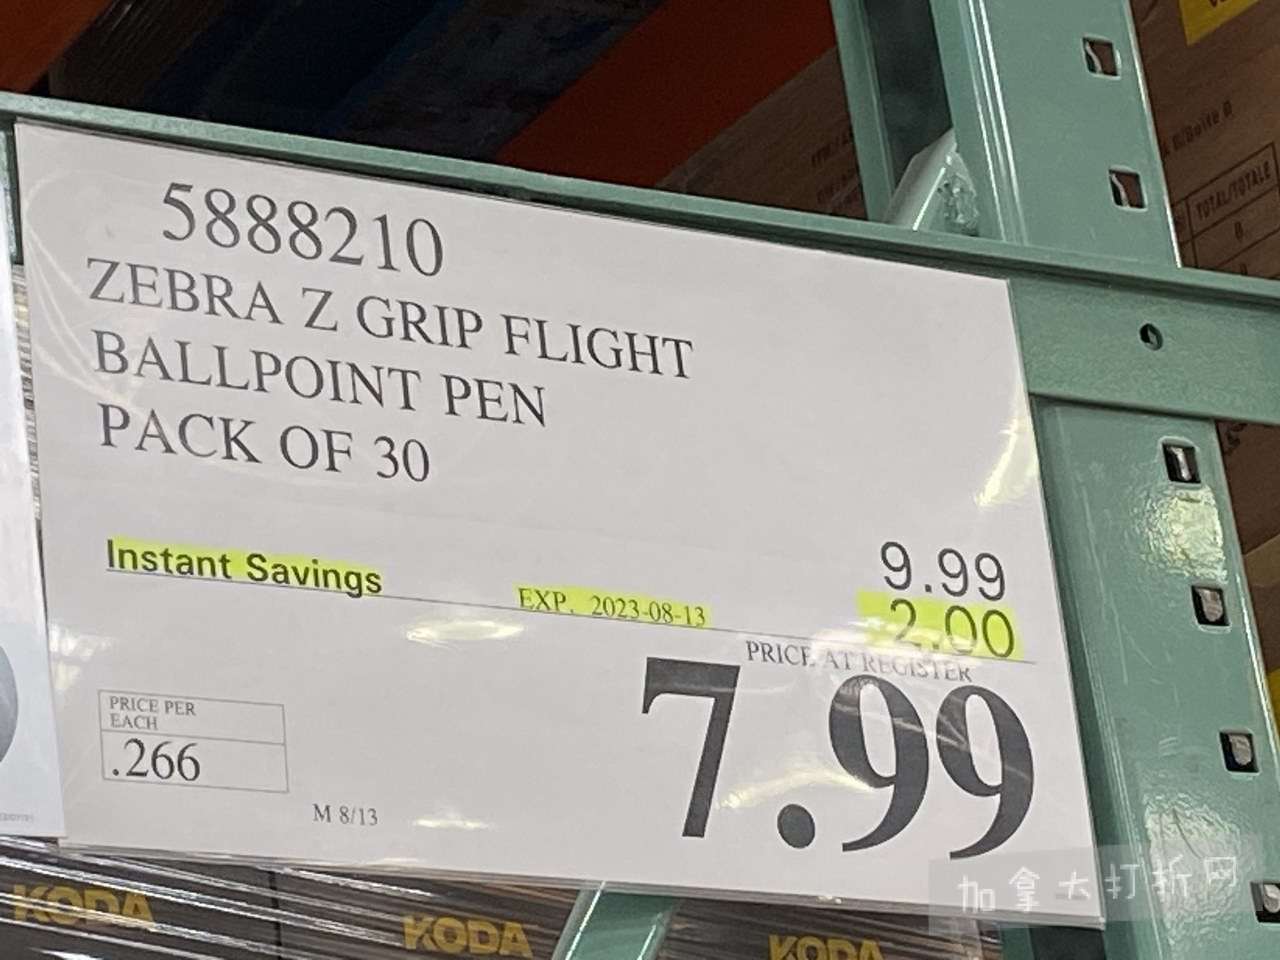 5888210
ZEBRA Z GRIP FLIGHT
BALLPOINT PEN
PACK OF 30
9.99
Instant Savings EXP. 2023-08-13 2.00
PRICE AT REGISTER
7.99
PRICE PER
EACH
.266
M 8/13
KODA KODA KODA
TOTAL/TOTALE
加拿大打折网